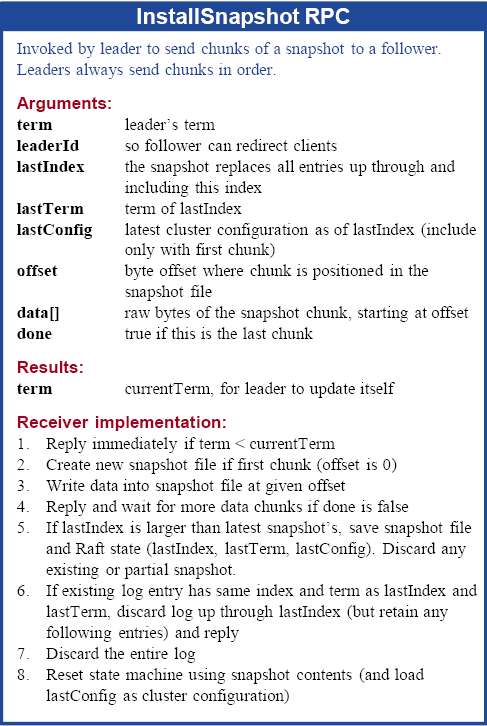 InstallSnapshot RPC
Invoked by leader to send chunks of a snapshot to a follower.
Leaders always send chunks in order.
Arguments:
term leader's term
leaderId so follower can redirect clients
lastIndex the snapshot replaces all entries up through and
including this index
lastTerm term of lastIndex
lastConfig latest cluster configuration as of lastIndex (include
only with first chunk)
offset byte offset where chunk is positioned in the
snapshot file
data[] raw bytes of the snapshot chunk, starting at offset
done true if this is the last chunk
Results:
term currentTerm, for leader to update itself
Receiver implementation:
1. Reply immediately if term < currentTerm
2. Create new snapshot file if first chunk (offset is 0)
3. Write data into snapshot file at given offset
4. Reply and wait for more data chunks if done is false
5. If lastIndex is larger than latest snapshot's, save snapshot file
and Raft state (lastIndex, lastTerm, lastConfig). Discard any
existing or partial snapshot.
6. If existing log entry has same index and term as lastIndex and
lastTerm, discard log up through lastIndex (but retain any
following entries) and reply
7. Discard the entire log
8. Reset state machine using snapshot contents (and load
lastConfig as cluster configuration)